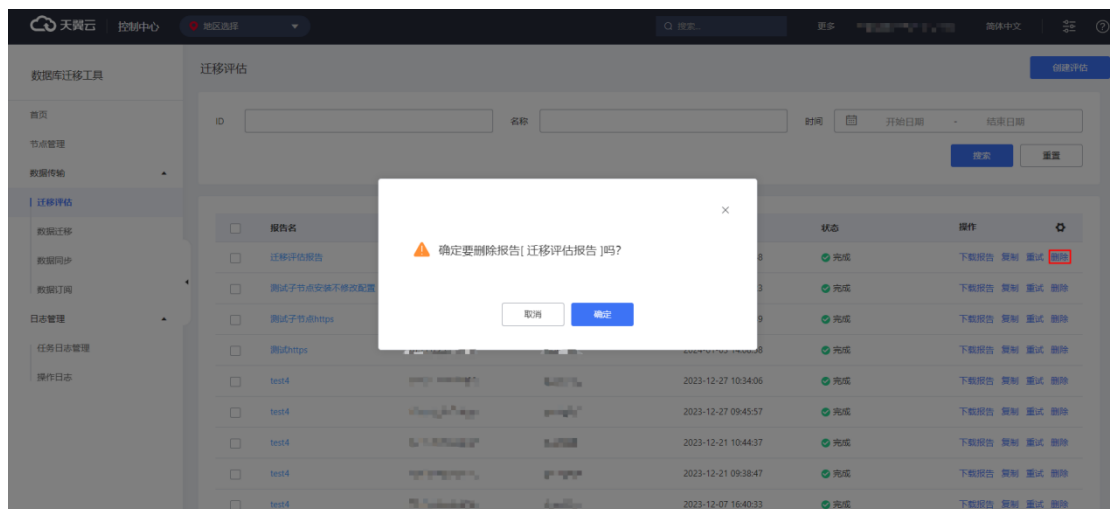 天翼云 控制中心 地区选择 搜索... 更多 简体中文
数据库迁移工具
首页
节点管理
数据传输
迁移评估
数据迁移
数据同步
数据订阅
日志管理
任务日志管理
操作日志
迁移评估 创建评估
ID 名称 时间 开始日期 - 结束日期
搜索 重置
报告名 状态 操作
迁移评估报告 8 完成 下载报告 复制 重试 删除
测试子节点安装不修改配置 3 完成 下载报告 复制 重试 删除
测试子节点https 9 完成 下载报告 复制 重试 删除
测试https 完成 下载报告 复制 重试 删除
test4 2023-12-27 10:34:06 完成 下载报告 复制 重试 删除
test4 2023-12-27 09:45:57 完成 下载报告 复制 重试 删除
test4 2023-12-21 10:44:37 完成 下载报告 复制 重试 删除
test4 2023-12-21 09:38:47 完成 下载报告 复制 重试 删除
test4 2023-12-07 16:40:33 完成 下载报告 复制 重试 删除
确定要删除报告[ 迁移评估报告 ]吗?
取消 确定